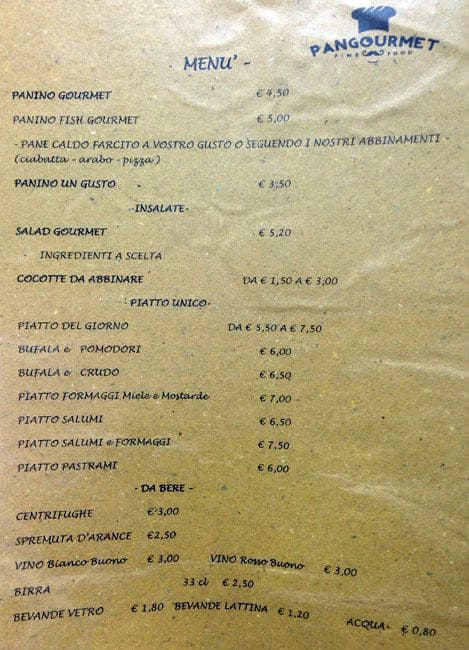 PANGOURMET
FINE FOOD
- MENU' -
PANINO GOURMET € 4,50
PANINO FISH GOURMET € 5,00
- PANE CALDO FARCITO A VOSTRO GUSTO O SEGUENDO I NOSTRI ABBINAMENTI -
(ciabatta - arabo - pizza)
PANINO UN GUSTO € 3,50
-INSALATE-
SALAD GOURMET € 5,20
- INGREDIENTI A SCELTA
COCOTTE DA ABBINARE DA € 1,50 A € 3,00
-PIATTO UNICO-
PIATTO DEL GIORNO DA € 5,50 A € 7,50
BUFALA e POMODORI € 6,00
BUFALA e CRUDO € 6,50
PIATTO FORMAGGI Miele e Mostarde € 7,00
PIATTO SALUMI € 6,50
PIATTO SALUMI e FORMAGGI € 7,50
PIATTO PASTRAMI € 6,00
- DA BERE -
CENTRIFUGHE € 3,00
SPREMUTA D'ARANCE €2,50
VINO Bianco Buono € 3,00 VINO Rosso Buono € 3,00
BIRRA 33 cl € 2,50
BEVANDE VETRO € 1,80 BEVANDE LATTINA € 1,20 ACQUA- € 0,80